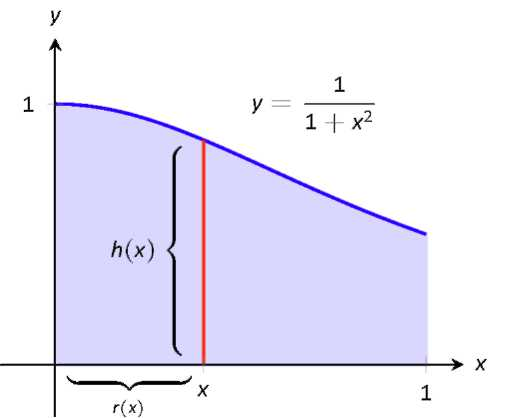 y
1
y = 1/(1 + x²)
h(x)
x
x
1
r(x)